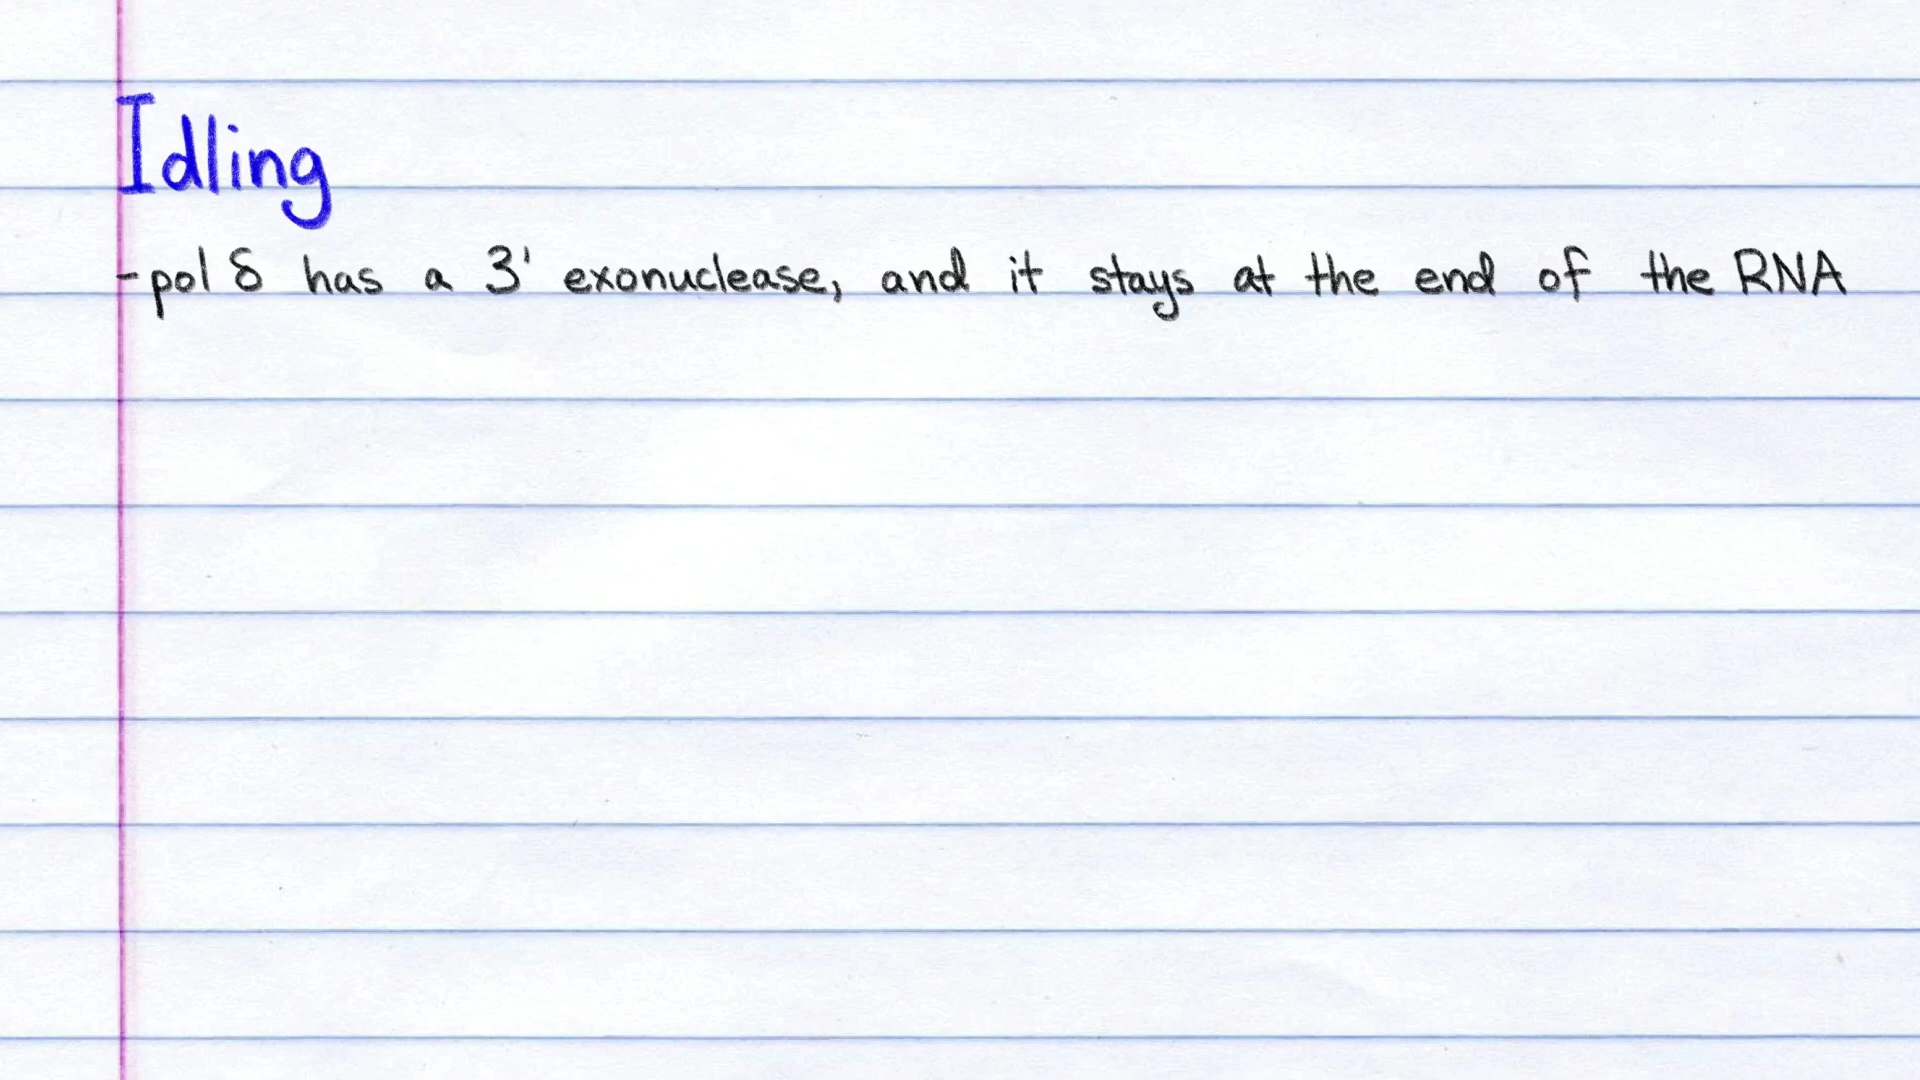 Idling
-pol δ has a 3' exonuclease, and it stays at the end of the RNA